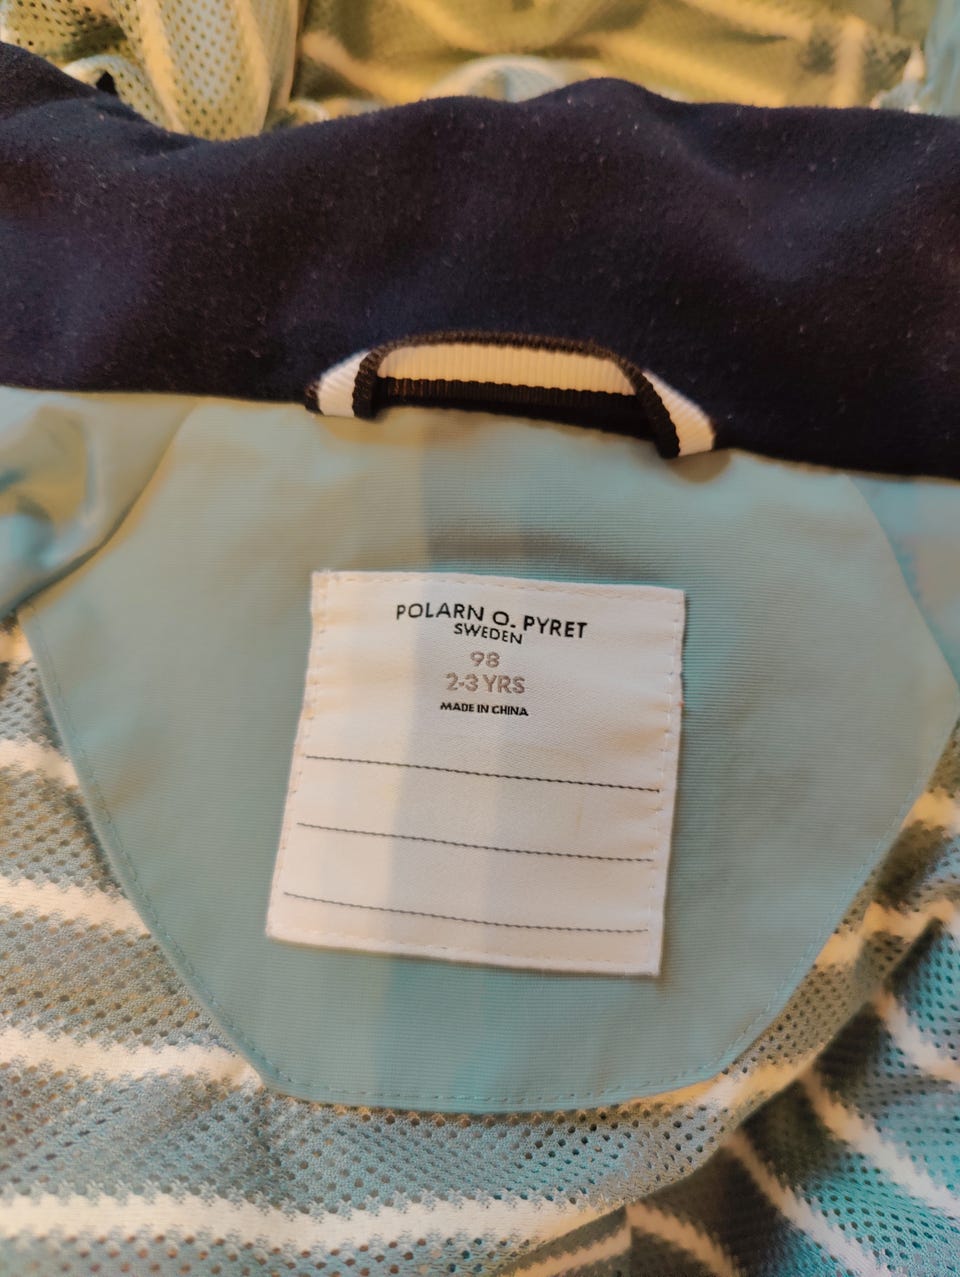 POLARN O. PYRET
SWEDEN
98
2-3 YRS
MADE IN CHINA